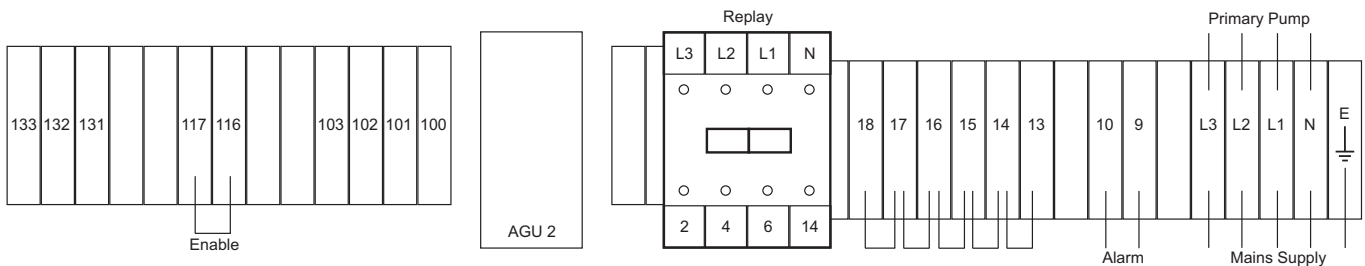 Replay
Primary Pump
L3 L2 L1 N
133 132 131 117 116 103 102 101 100
18 17 16 15 14 13 10 9 L3 L2 L1 N E
2 4 6 14
AGU 2
Enable
Alarm
Mains Supply